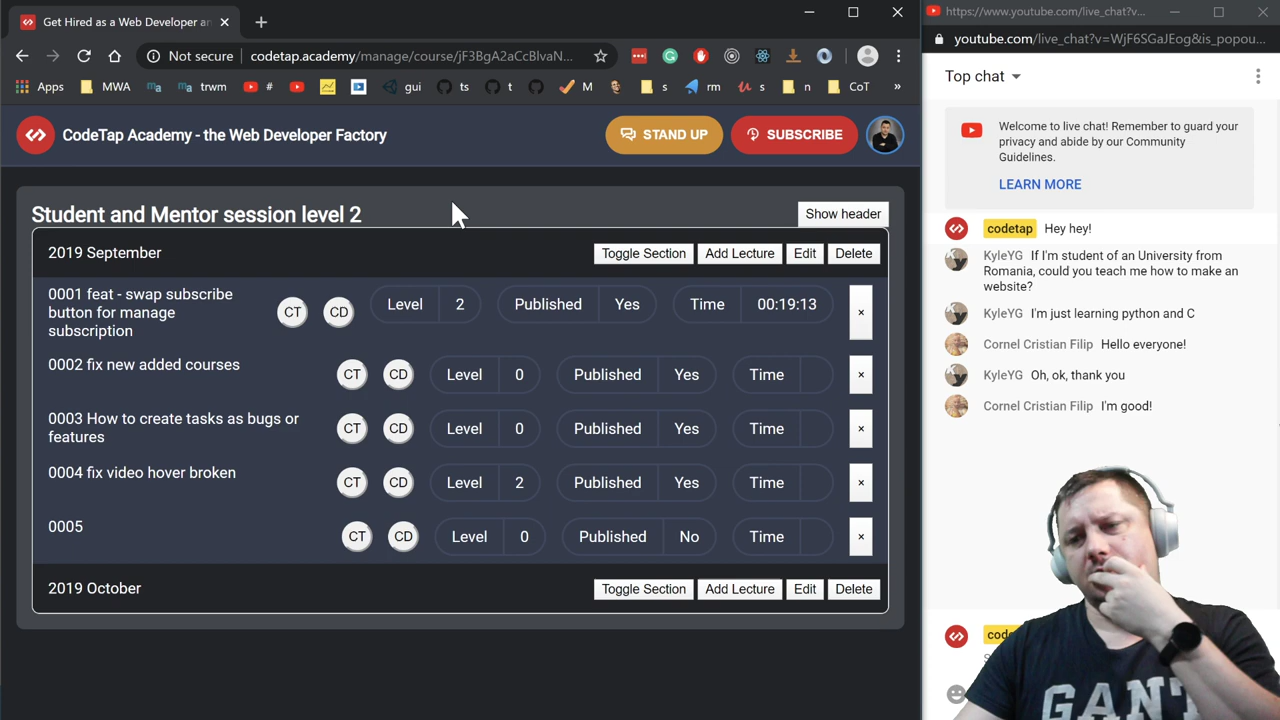 Get Hired as a Web Developer an
https://www.youtube.com/live_chat?v...
Not secure
codetap.academy/manage/course/jF3BgA2aCcBlvaN...
youtube.com/live_chat?v=WjF6SGaJEog&is_popou...
Apps
MWA
trwm
#
gui
ts
t
M
s
rm
s
n
CoT
»
Top chat
CodeTap Academy - the Web Developer Factory
STAND UP
SUBSCRIBE
Welcome to live chat! Remember to guard your
privacy and abide by our Community
Guidelines.
LEARN MORE
Student and Mentor session level 2
Show header
2019 September
Toggle Section
Add Lecture
Edit
Delete
0001 feat - swap subscribe
button for manage
subscription
CT
CD
Level 2
Published Yes
Time 00:19:13
×
0002 fix new added courses
CT
CD
Level 0
Published Yes
Time
×
0003 How to create tasks as bugs or
features
CT
CD
Level 0
Published Yes
Time
×
0004 fix video hover broken
CT
CD
Level 2
Published Yes
Time
×
0005
CT
CD
Level 0
Published No
Time
×
2019 October
Toggle Section
Add Lecture
Edit
Delete
codetap Hey hey!
KyleYG If I'm student of an University from
Romania, could you teach me how to make an
website?
KyleYG I'm just learning python and C
Cornel Cristian Filip Hello everyone!
KyleYG Oh, ok, thank you
Cornel Cristian Filip I'm good!
GANT